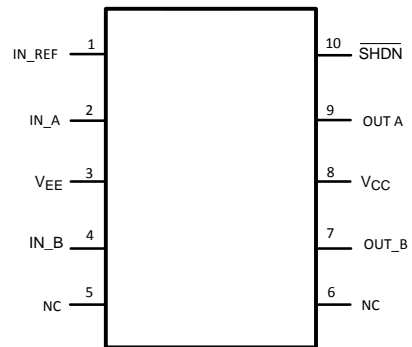 IN_REF 1 10 SHDN
IN_A 2 9 OUT A
VEE 3 8 VCC
IN_B 4 7 OUT_B
NC 5 6 NC